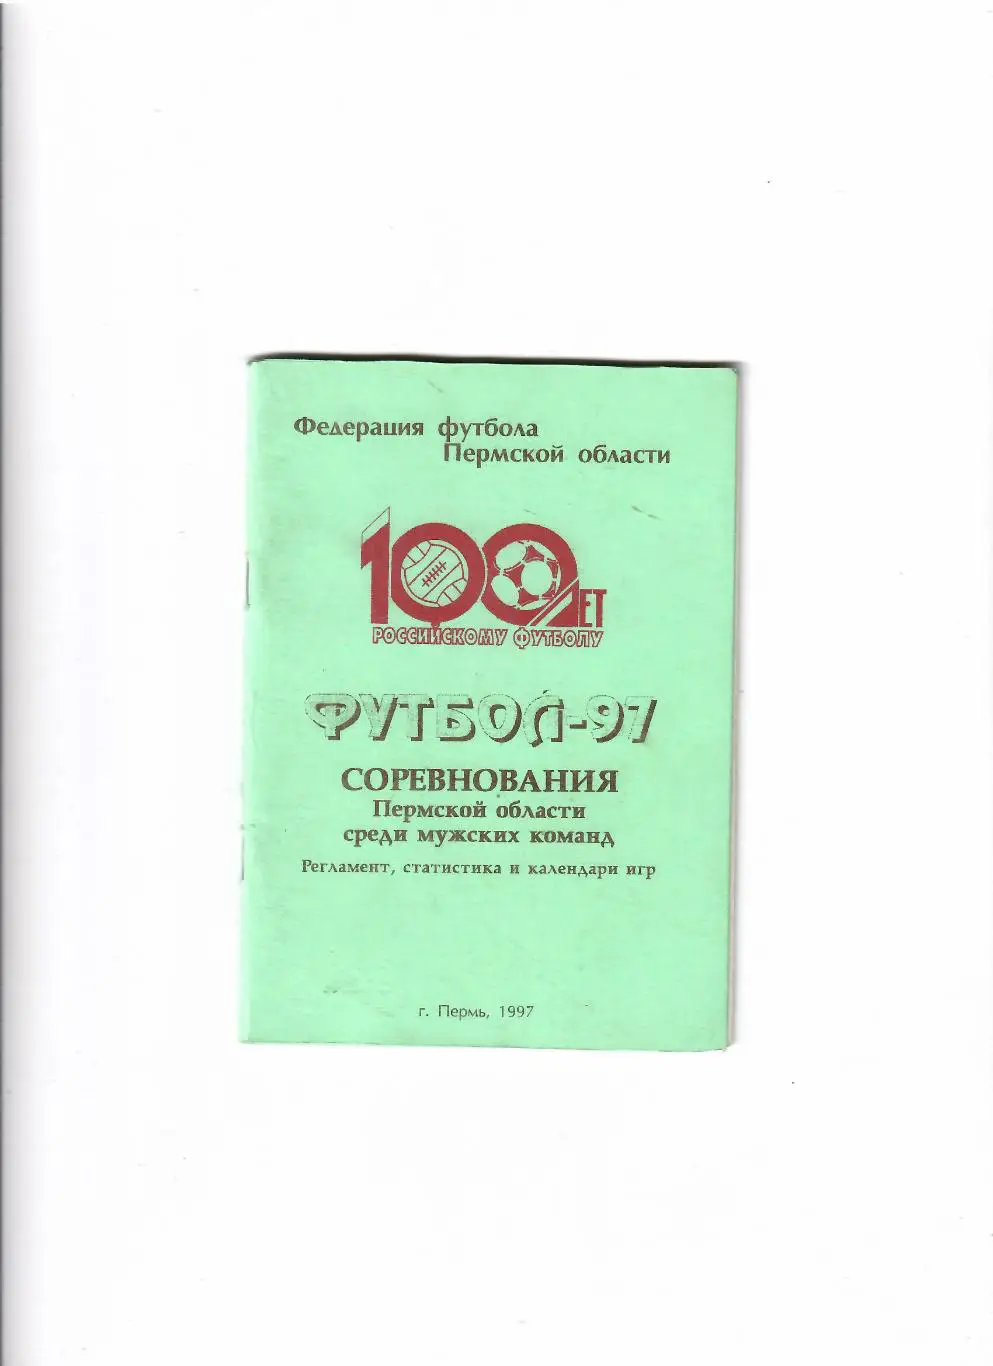 Федерация футбола
Пермской области
100 ЛЕТ
РОССИЙСКОМУ ФУТБОЛУ
ФУТБОЛ-97
СОРЕВНОВАНИЯ
Пермской области
среди мужских команд
Регламент, статистика и календари игр
г. Пермь, 1997